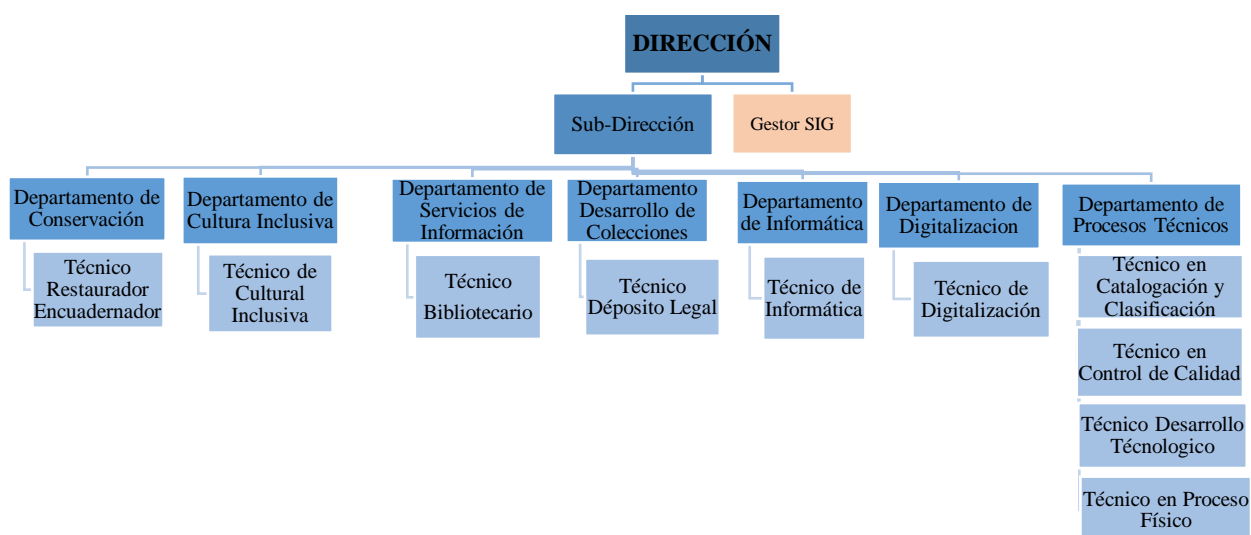 DIRECCIÓN
Sub-Dirección
Gestor SIG
Departamento de
Conservación
Técnico
Restaurador
Encuadernador
Departamento de
Cultura Inclusiva
Técnico de
Cultural
Inclusiva
Departamento de
Servicios de
Información
Técnico
Bibliotecario
Departamento
Desarrollo de
Colecciones
Técnico
Déposito Legal
Departamento
de Informática
Técnico de
Informática
Departamento de
Digitalizacion
Técnico de
Digitalización
Departamento de
Procesos Técnicos
Técnico en
Catalogación y
Clasificación
Técnico en
Control de Calidad
Técnico Desarrollo
Técnologico
Técnico en Proceso
Físico